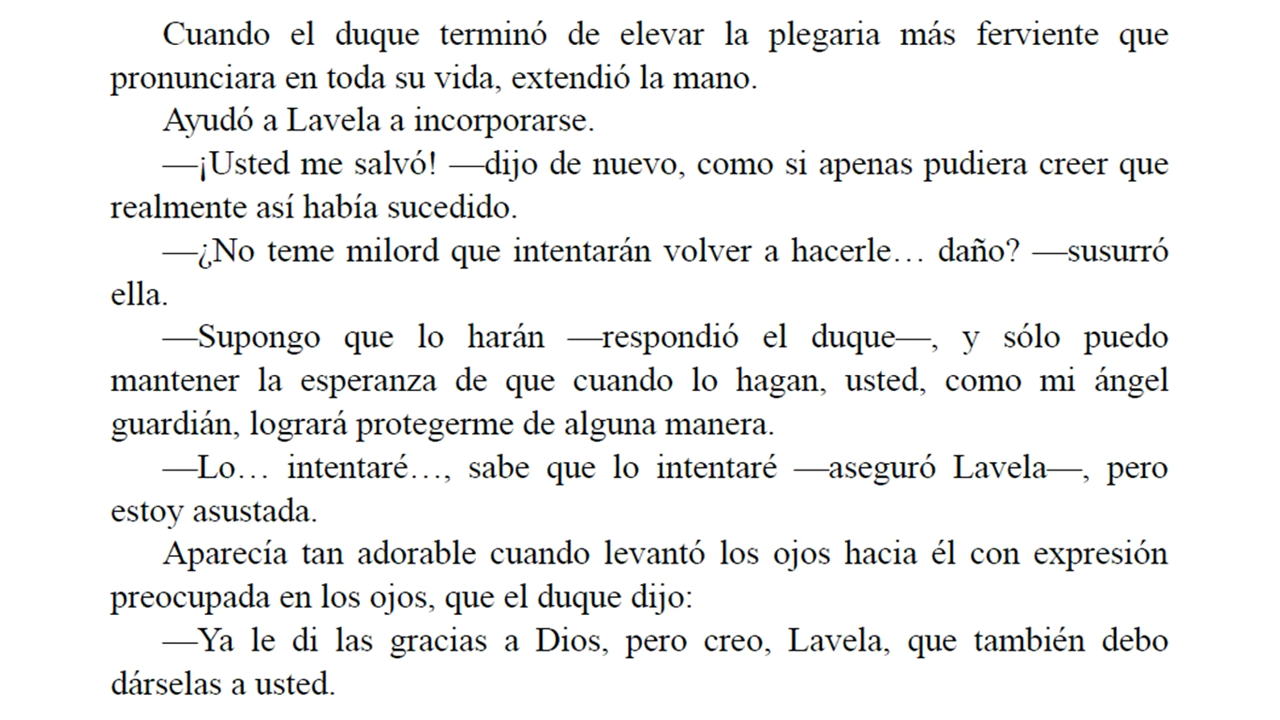 Cuando el duque terminó de elevar la plegaria más ferviente que
pronunciara en toda su vida, extendió la mano.
Ayudó a Lavela a incorporarse.
—¡Usted me salvó! —dijo de nuevo, como si apenas pudiera creer que
realmente así había sucedido.
—¿No teme milord que intentarán volver a hacerle… daño? —susurró
ella.
—Supongo que lo harán —respondió el duque—, y sólo puedo
mantener la esperanza de que cuando lo hagan, usted, como mi ángel
guardián, logrará protegerme de alguna manera.
—Lo… intentaré…, sabe que lo intentaré —aseguró Lavela—, pero
estoy asustada.
Aparecía tan adorable cuando levantó los ojos hacia él con expresión
preocupada en los ojos, que el duque dijo:
—Ya le di las gracias a Dios, pero creo, Lavela, que también debo
dárselas a usted.